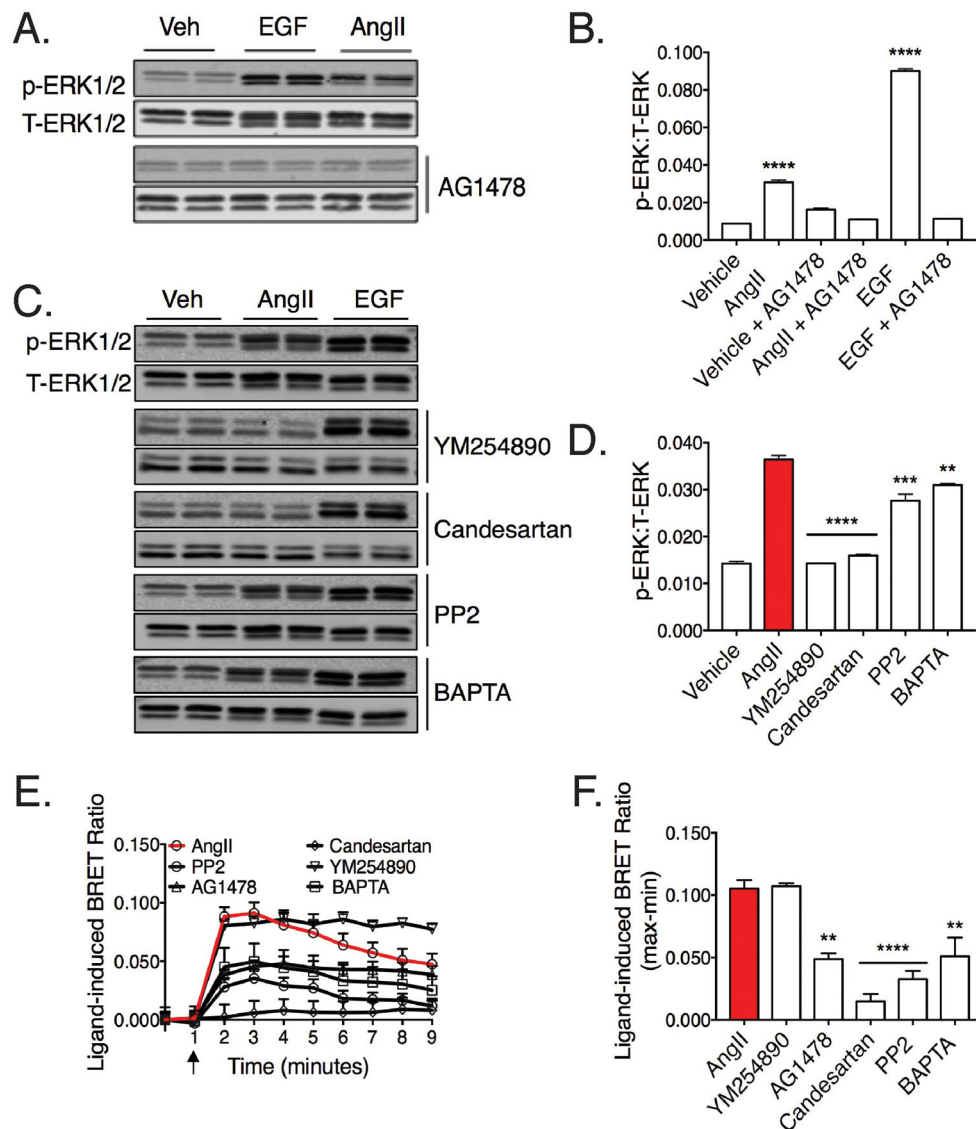 A.
Veh EGF AngII
p-ERK1/2
T-ERK1/2
AG1478
B.
p-ERK:T-ERK
0.100
0.080
0.060
0.040
0.020
0.000
****
****
Vehicle
AngII
Vehicle + AG1478
AngII + AG1478
EGF
EGF + AG1478
C.
Veh AngII EGF
p-ERK1/2
T-ERK1/2
YM254890
Candesartan
PP2
BAPTA
D.
p-ERK:T-ERK
0.040
0.030
0.020
0.010
0.000
****
***
**
Vehicle
AngII
YM254890
Candesartan
PP2
BAPTA
E.
Ligand-induced BRET Ratio
0.150
0.100
0.050
0.000
AngII Candesartan
PP2 YM254890
AG1478 BAPTA
1 2 3 4 5 6 7 8 9
Time (minutes)
F.
Ligand-induced BRET Ratio
(max-min)
0.150
0.100
0.050
0.000
**
****
**
AngII
YM254890
AG1478
Candesartan
PP2
BAPTA